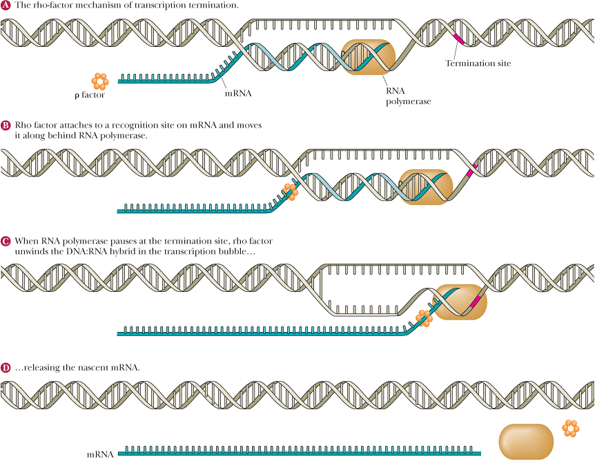 A The rho-factor mechanism of transcription termination.
Termination site
ρ factor
mRNA
RNA
polymerase
B Rho factor attaches to a recognition site on mRNA and moves
it along behind RNA polymerase.
C When RNA polymerase pauses at the termination site, rho factor
unwinds the DNA:RNA hybrid in the transcription bubble…
D …releasing the nascent mRNA.
mRNA